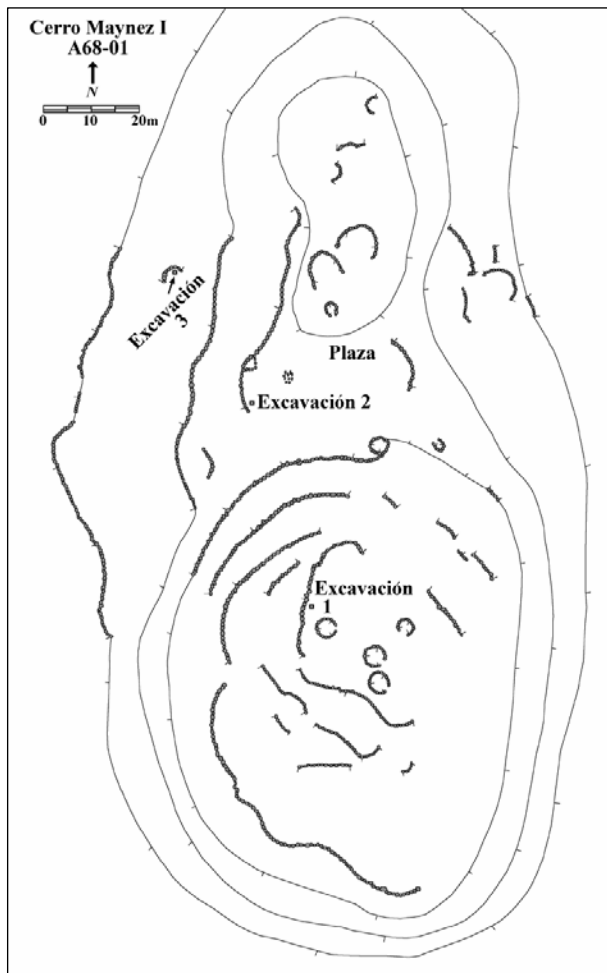 Cerro Maynez I
A68-01
N
0 10 20m
Excavación
3
Plaza
Excavación 2
Excavación
1